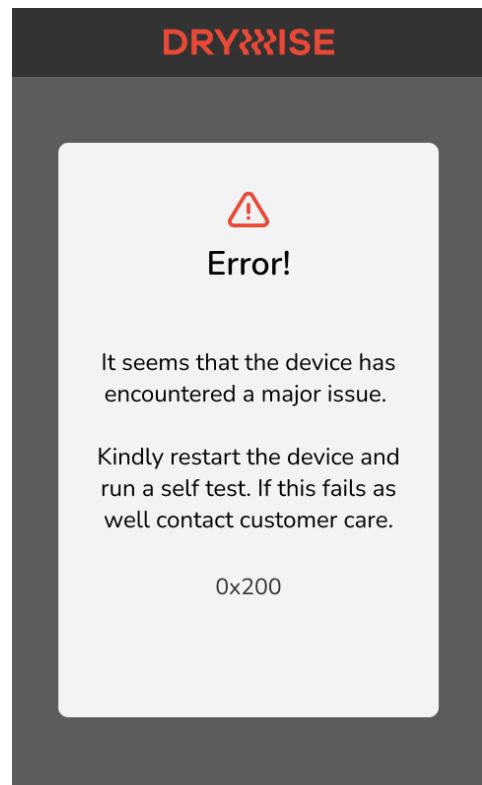 DRYWISE
Error!
It seems that the device has
encountered a major issue.
Kindly restart the device and
run a self test. If this fails as
well contact customer care.
0x200